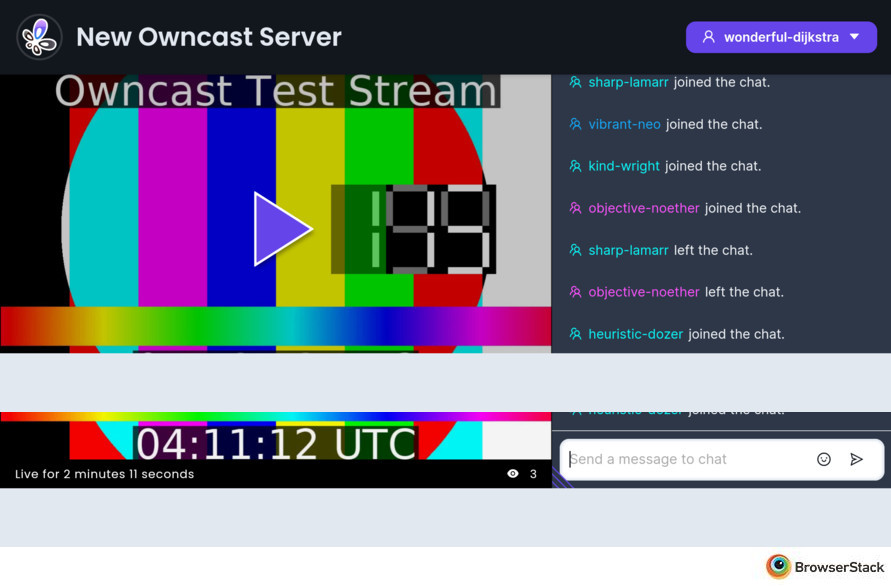 New Owncast Server
wonderful-dijkstra
Owncast Test Stream
189
sharp-lamarr joined the chat.
vibrant-neo joined the chat.
kind-wright joined the chat.
objective-noether joined the chat.
sharp-lamarr left the chat.
objective-noether left the chat.
heuristic-dozer joined the chat.
heuristic-dozer joined the chat.
04:11:12 UTC
Send a message to chat
Live for 2 minutes 11 seconds
3
BrowserStack